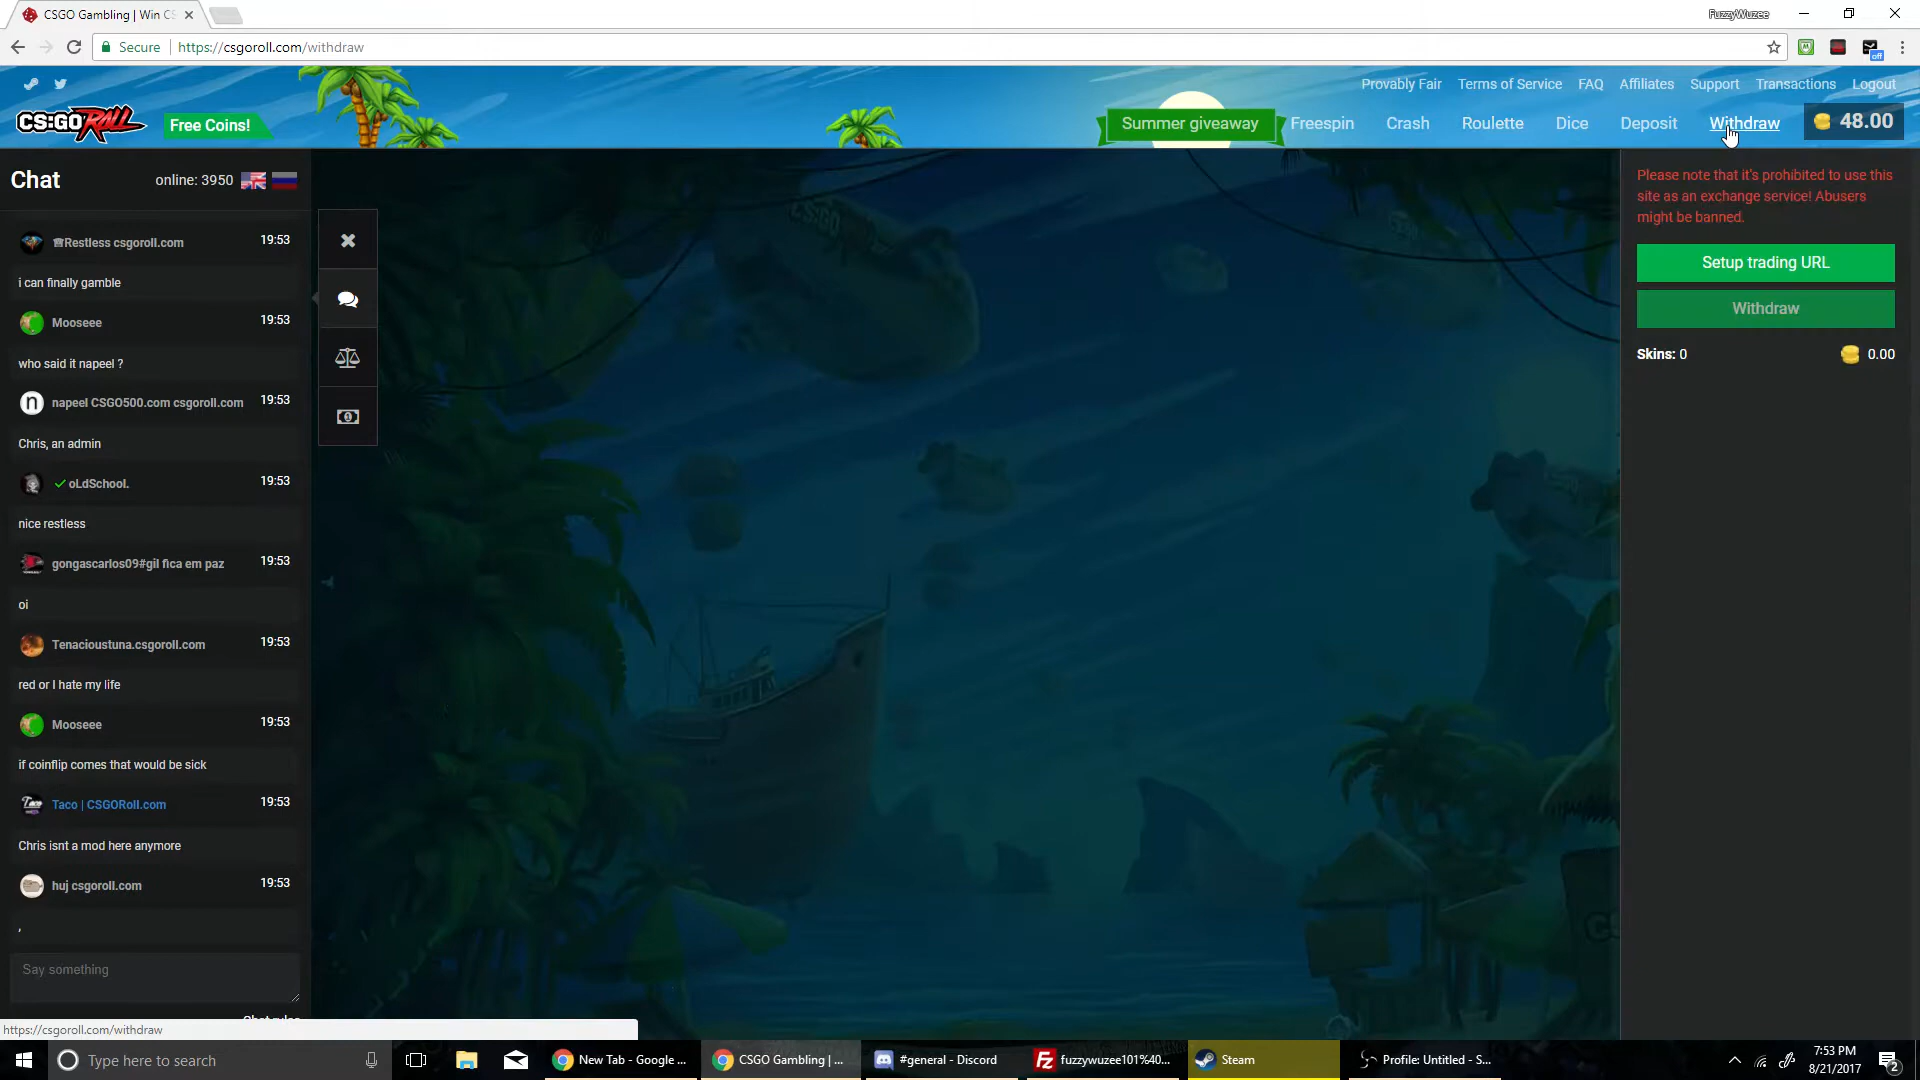 CSGO Gambling | Win CS
FuzzyWuzee
Secure
https://csgoroll.com/withdraw
off
Provably Fair
Terms of Service
FAQ
Affiliates
Support
Transactions
Logout
CS:GO ROLL
Free Coins!
Summer giveaway
Freespin
Crash
Roulette
Dice
Deposit
Withdraw
48.00
Chat
online: 3950
Restless csgoroll.com
19:53
i can finally gamble
Mooseee
19:53
who said it napeel ?
n
napeel CSGO500.com csgoroll.com
19:53
Chris, an admin
oLdSchool.
19:53
nice restless
gongascarlos09#gil fica em paz
19:53
oi
Tenacioustuna.csgoroll.com
19:53
red or I hate my life
Mooseee
19:53
if coinflip comes that would be sick
Taco | CSGORoll.com
19:53
Chris isnt a mod here anymore
huj csgoroll.com
19:53
,
Say something
Please note that it's prohibited to use this
site as an exchange service! Abusers
might be banned.
Setup trading URL
Withdraw
Skins: 0
0.00
https://csgoroll.com/withdraw
Type here to search
New Tab - Google ...
CSGO Gambling | ...
#general - Discord
fuzzywuzee101%40...
Steam
Profile: Untitled - S...
7:53 PM
8/21/2017
2